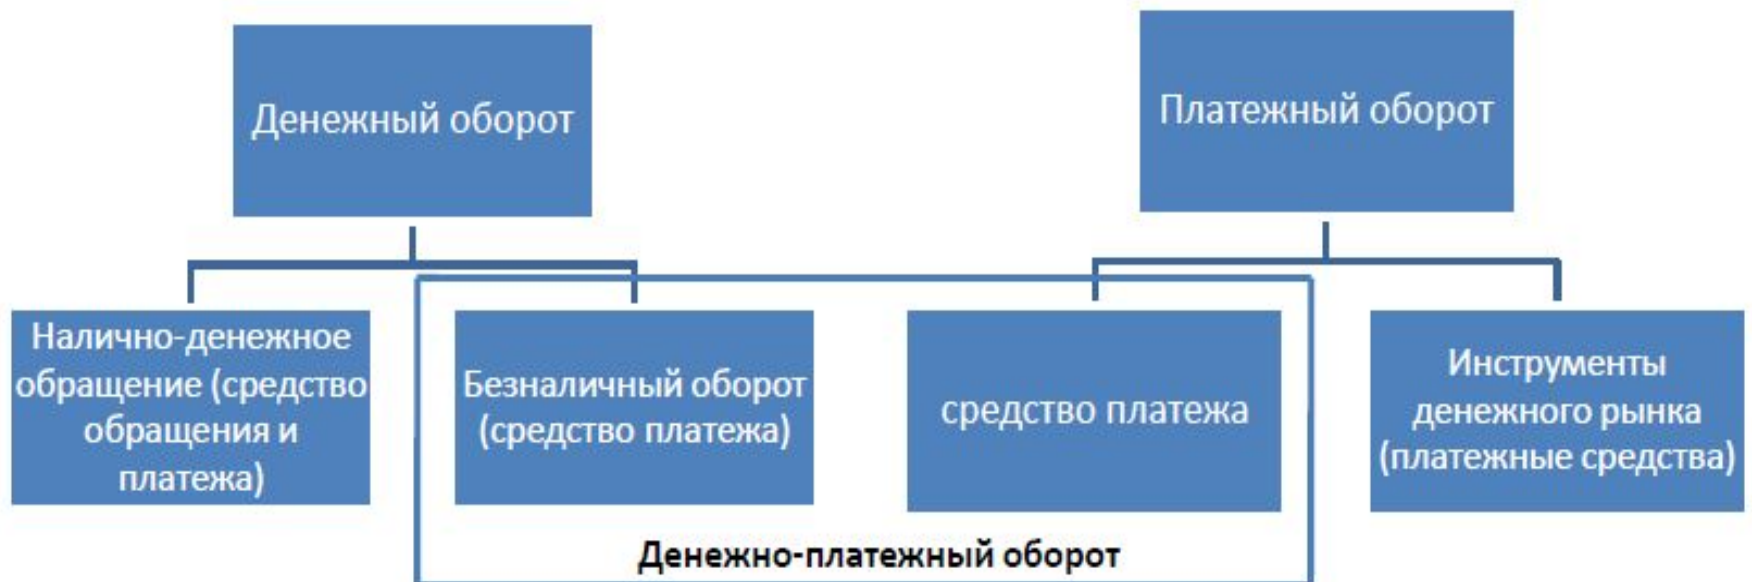 Денежный оборот
Платежный оборот
Налично-денежное
обращение (средство
обращения и
платежа)
Безналичный оборот
(средство платежа)
средство платежа
Инструменты
денежного рынка
(платежные средства)
Денежно-платежный оборот